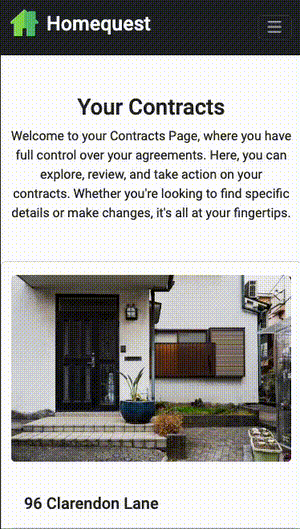 Homequest
Your Contracts
Welcome to your Contracts Page, where you have
full control over your agreements. Here, you can
explore, review, and take action on your
contracts. Whether you're looking to find specific
details or make changes, it's all at your fingertips.
96 Clarendon Lane